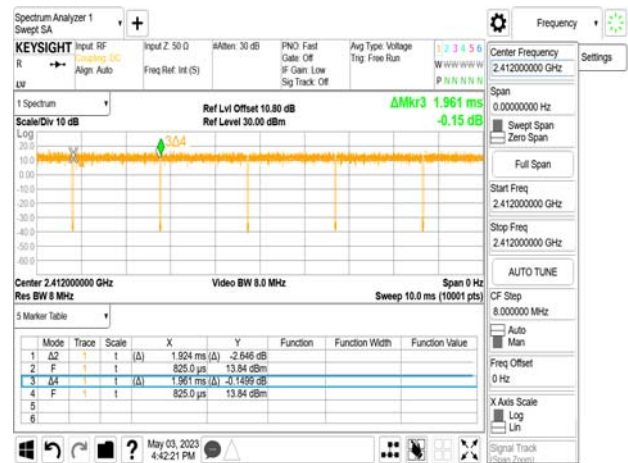 Spectrum Analyzer 1
Swept SA
Frequency
KEYSIGHT
Input: RF
Coupling: DC
Align: Auto
Input Z: 50 Ω
Freq Ref: Int (S)
#Atten: 30 dB
PNO: Fast
Gate: Off
IF Gain: Low
Sig Track: Off
Avg Type: Voltage
Trig: Free Run
1 2 3 4 5 6
W W W W W W
P N N N N N
R
LV
Center Frequency
2.412000000 GHz
Settings
1 Spectrum
Scale/Div 10 dB
Ref Lvl Offset 10.80 dB
Ref Level 30.00 dBm
ΔMkr3 1.961 ms
-0.15 dB
Span
0.00000000 Hz
Swept Span
Zero Span
Full Span
Start Freq
2.412000000 GHz
Stop Freq
2.412000000 GHz
AUTO TUNE
Log
20.0
10.0
0.00
-10.0
-20.0
-30.0
-40.0
-50.0
-60.0
3Δ4
Center 2.412000000 GHz
Res BW 8 MHz
Video BW 8.0 MHz
Span 0 Hz
Sweep 10.0 ms (10001 pts)
CF Step
8.000000 MHz
Auto
Man
Freq Offset
0 Hz
X Axis Scale
Log
Lin
Signal Track
(Span Zoom)
5 Marker Table
Mode Trace Scale X Y Function Function Width Function Value
1 Δ2 1 t (Δ) 1.924 ms (Δ) -2.646 dB
2 F 1 t 825.0 µs 13.84 dBm
3 Δ4 1 t (Δ) 1.961 ms (Δ) -0.1499 dB
4 F 1 t 825.0 µs 13.84 dBm
5
6
?
May 03, 2023
4:42:21 PM